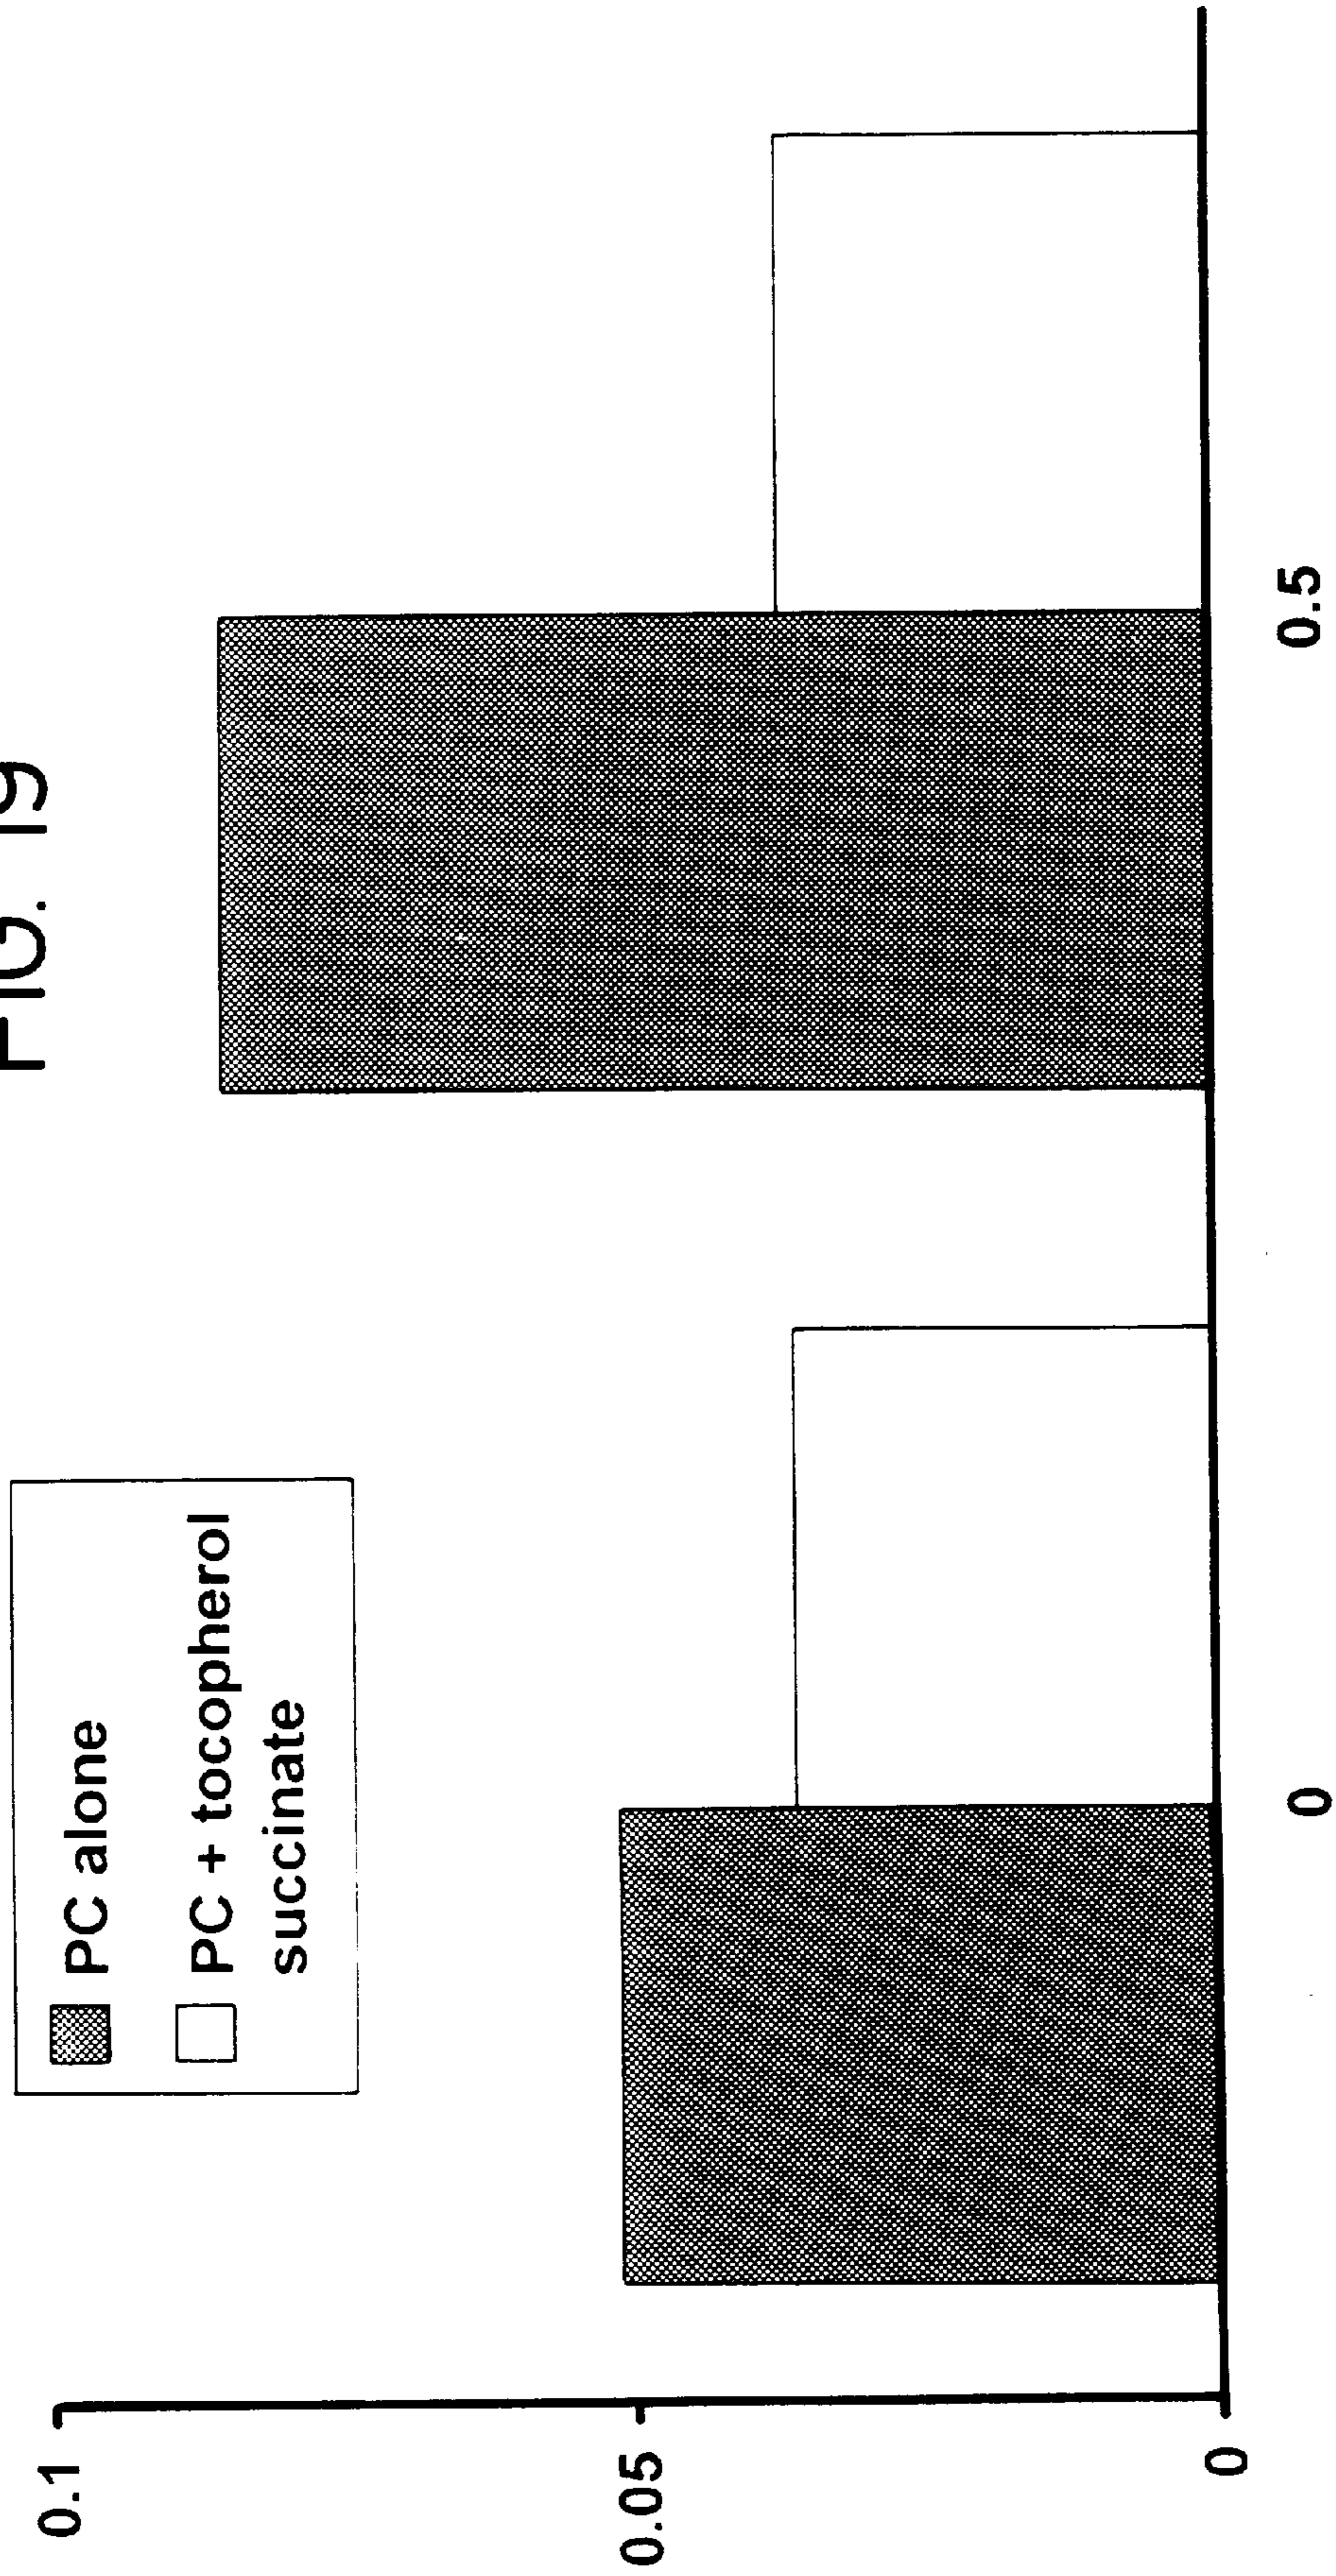 FIG. 19
PC alone
PC + tocopherol
succinate
0.1
0.05
0
0
0.5